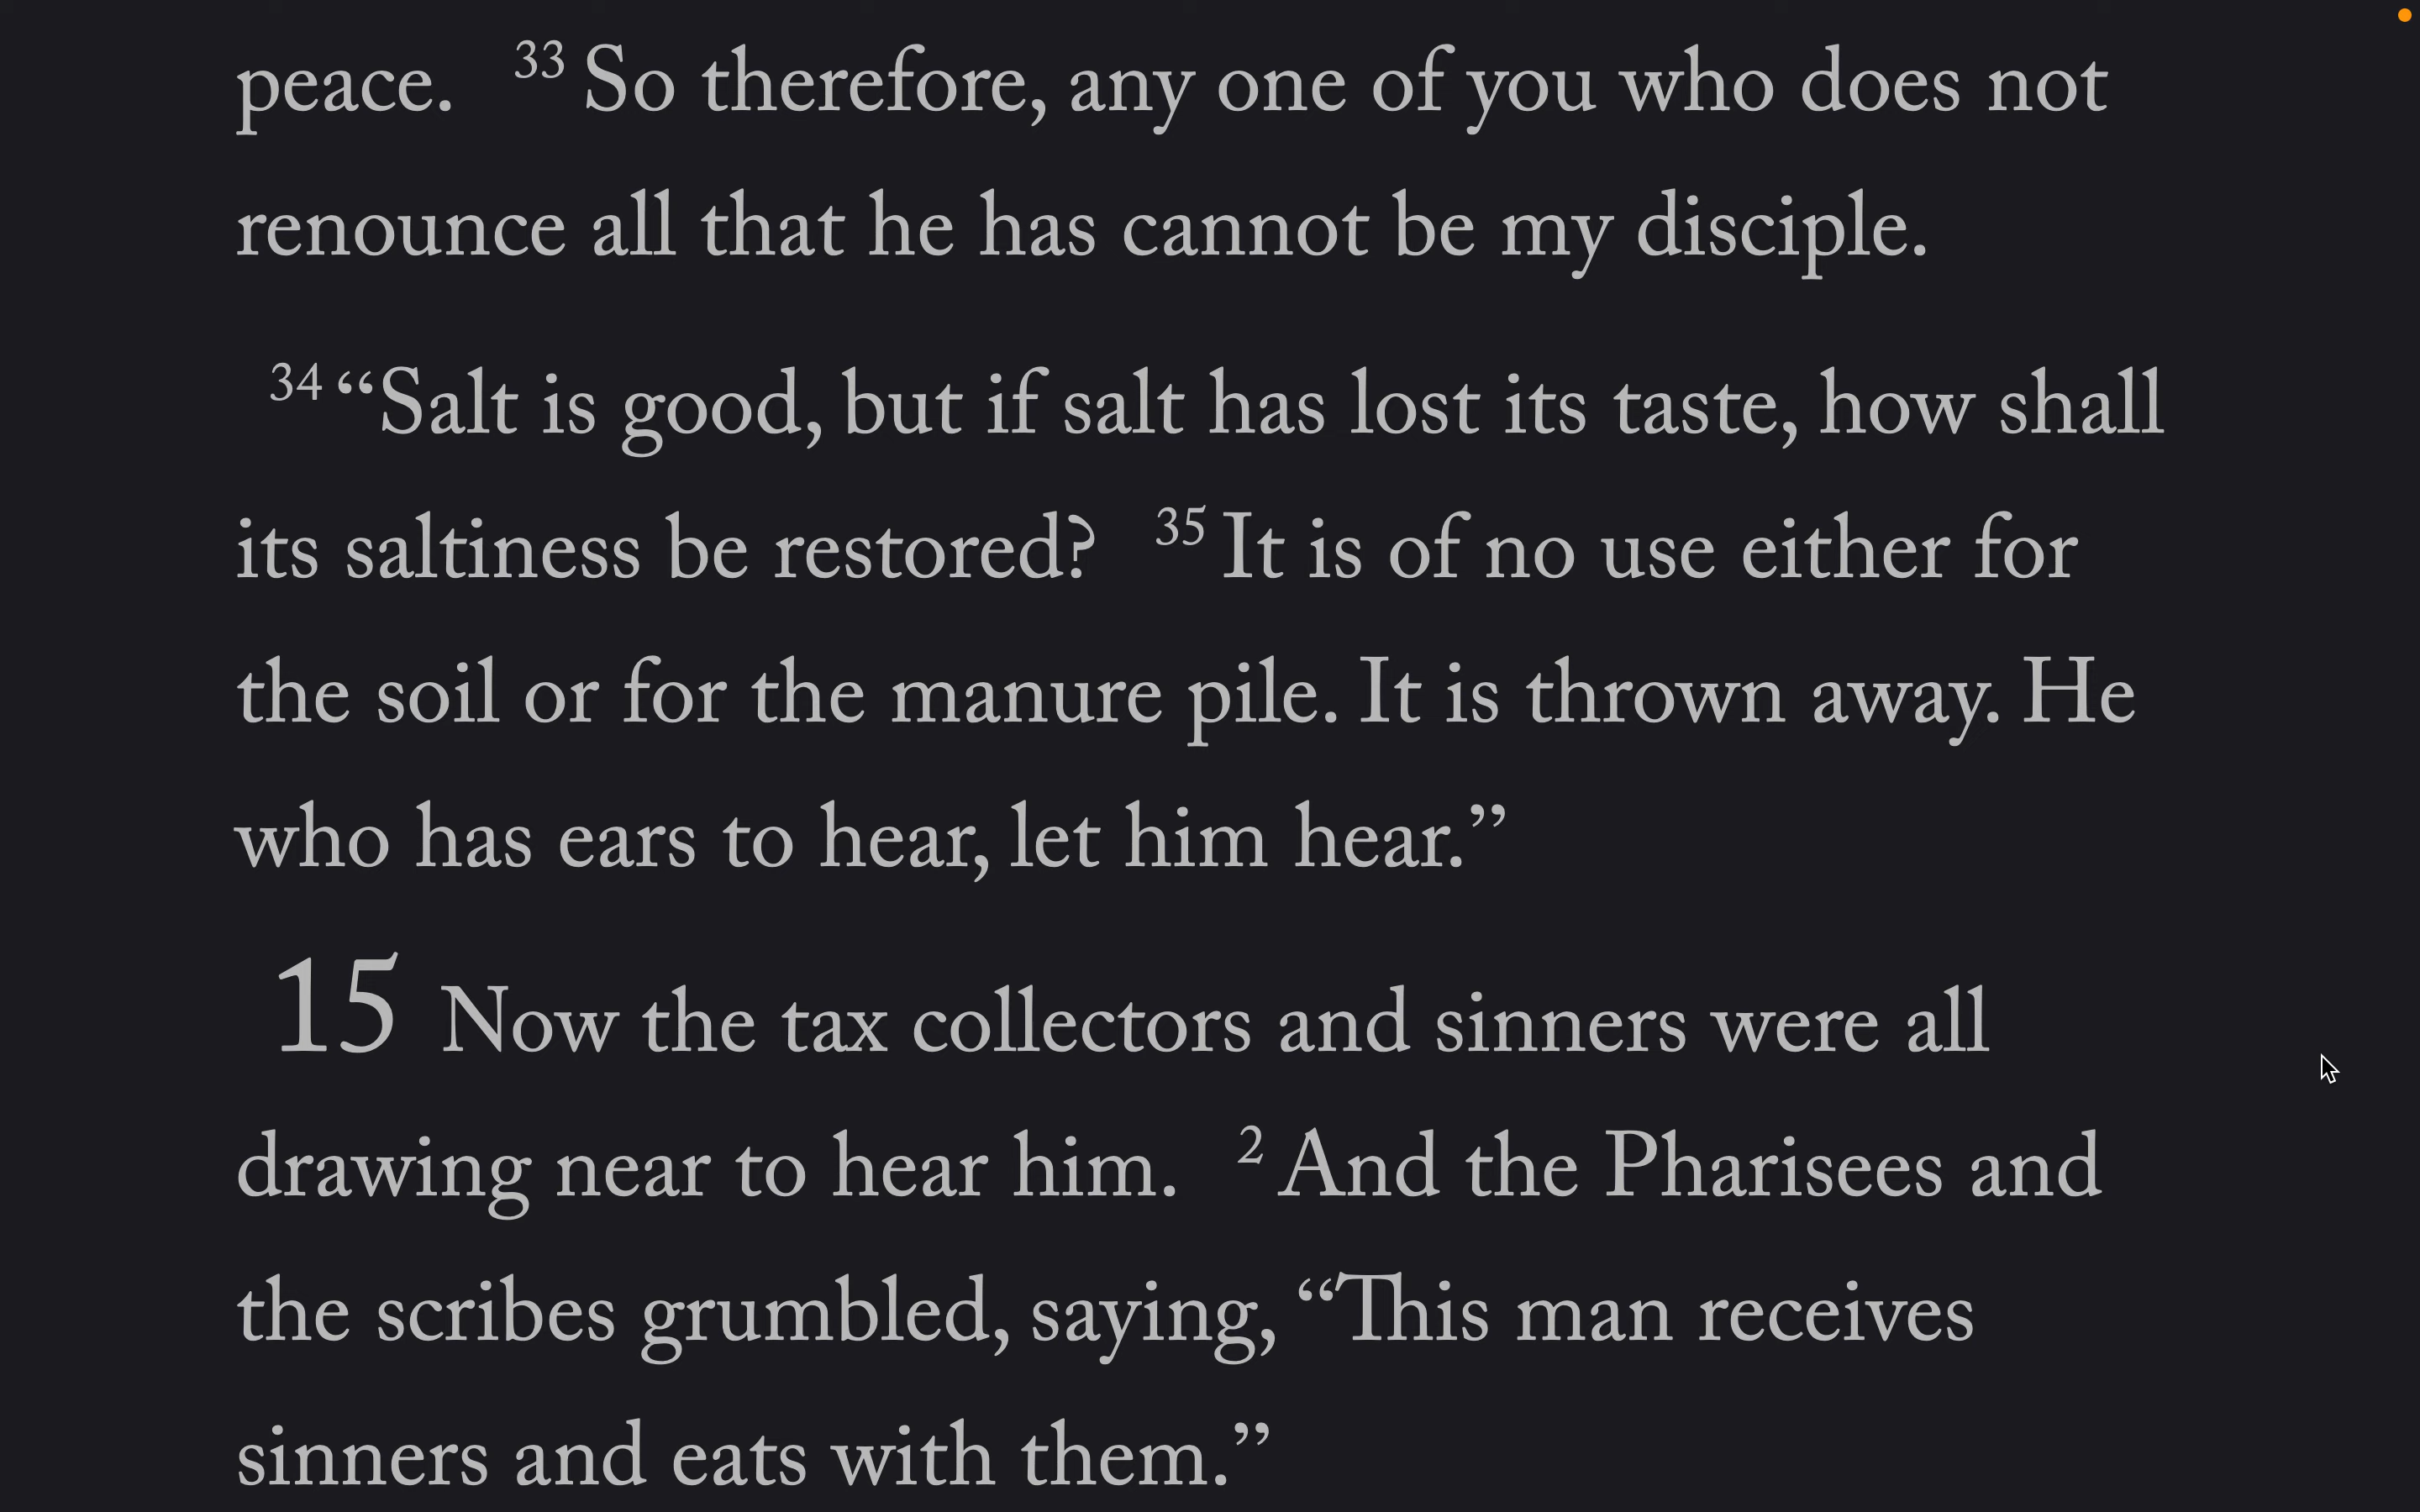 peace. 33 So therefore, any one of you who does not
renounce all that he has cannot be my disciple.
34 “Salt is good, but if salt has lost its taste, how shall
its saltiness be restored? 35 It is of no use either for
the soil or for the manure pile. It is thrown away. He
who has ears to hear, let him hear.”
15 Now the tax collectors and sinners were all
drawing near to hear him. 2 And the Pharisees and
the scribes grumbled, saying, “This man receives
sinners and eats with them.”